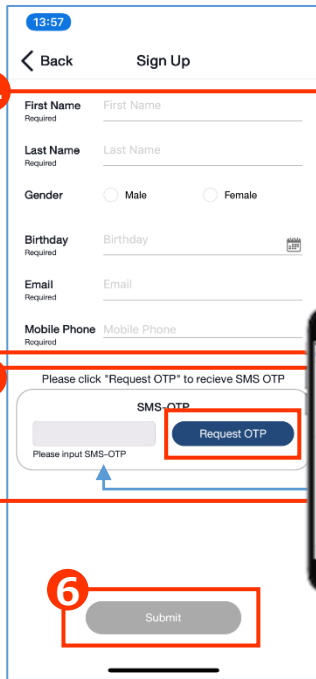 13:57
Back Sign Up
First Name First Name
Required
Last Name Last Name
Required
Gender Male Female
Birthday Birthday
Required
Email Email
Required
Mobile Phone Mobile Phone
Required
Please click "Request OTP" to recieve SMS OTP
SMS-OTP
Request OTP
Please input SMS-OTP
6
Submit